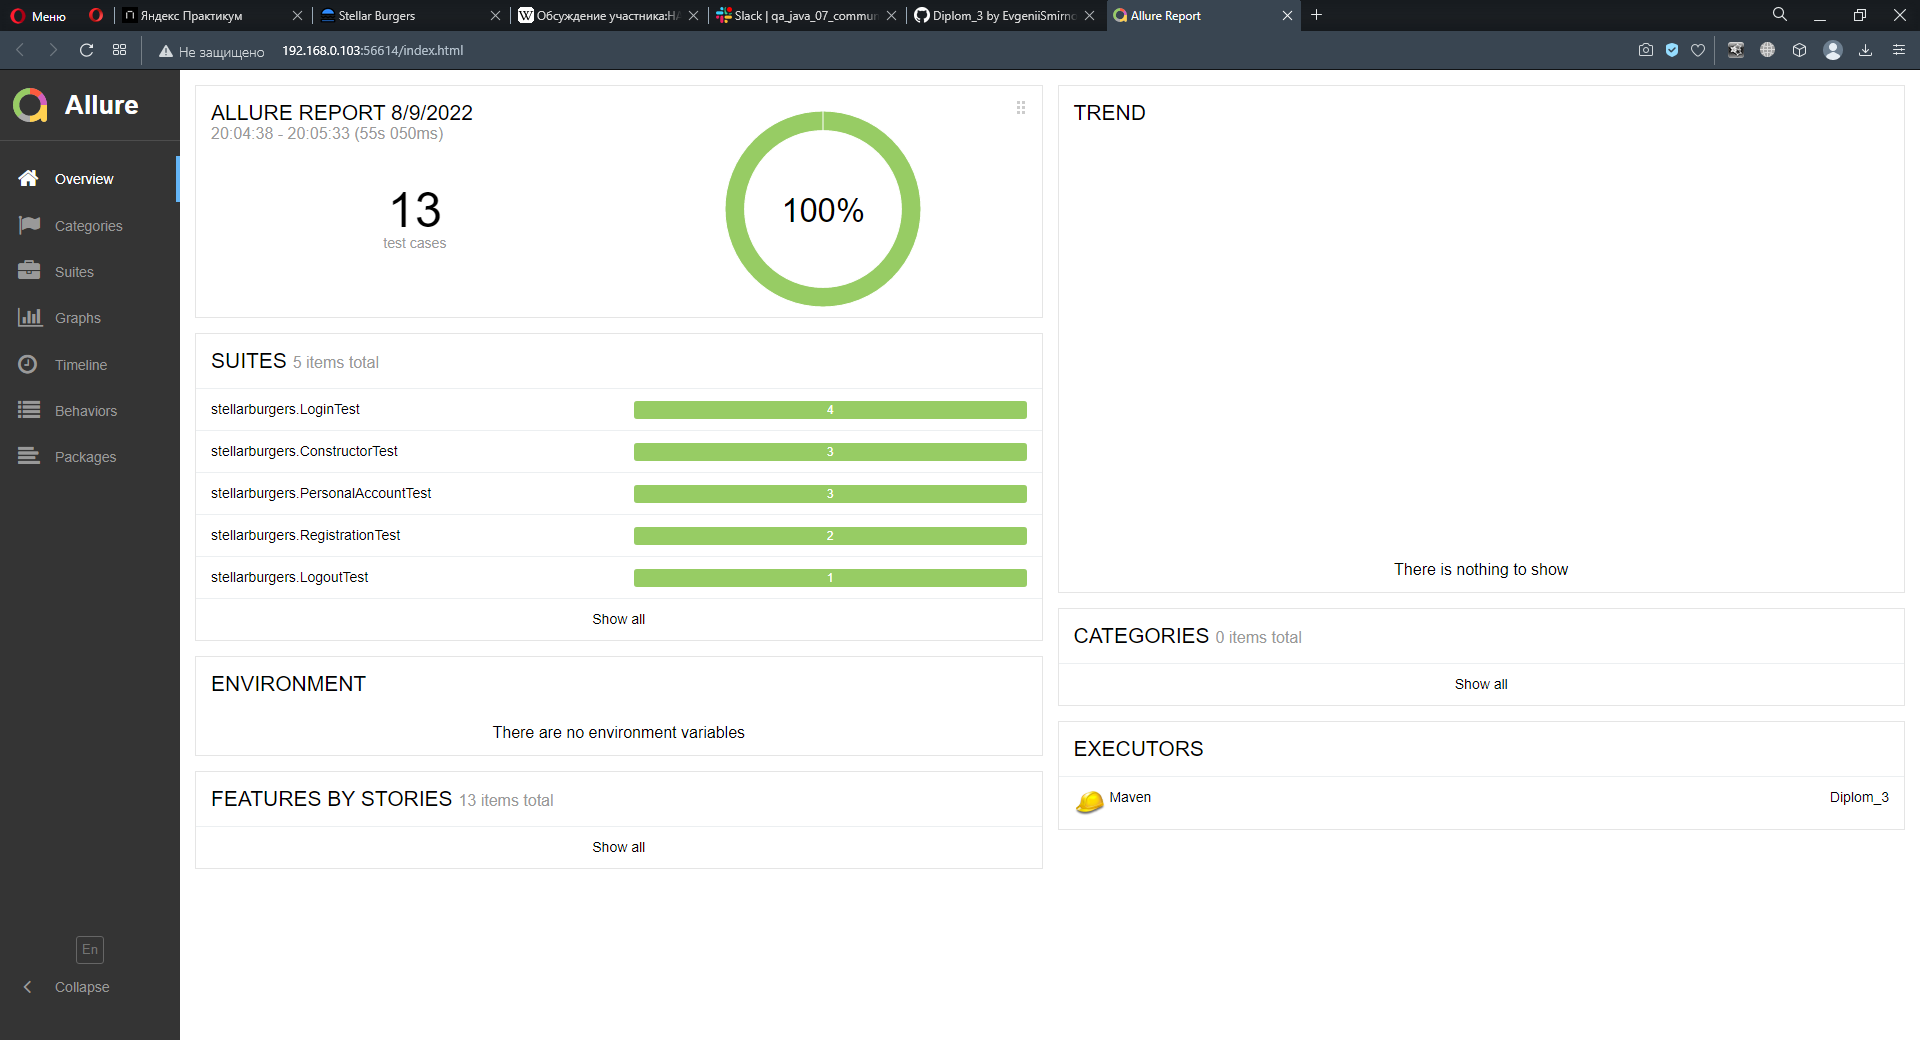 Меню
Яндекс Практикум
Stellar Burgers
Обсуждение участника:НА
Slack | qa_java_07_commun
Diplom_3 by EvgeniiSmirno
Allure Report
Не защищено
192.168.0.103:56614/index.html
Allure
Overview
Categories
Suites
Graphs
Timeline
Behaviors
Packages
En
Collapse
ALLURE REPORT 8/9/2022
20:04:38 - 20:05:33 (55s 050ms)
13
test cases
100%
SUITES 5 items total
stellarburgers.LoginTest 4
stellarburgers.ConstructorTest 3
stellarburgers.PersonalAccountTest 3
stellarburgers.RegistrationTest 2
stellarburgers.LogoutTest 1
Show all
ENVIRONMENT
There are no environment variables
FEATURES BY STORIES 13 items total
Show all
TREND
There is nothing to show
CATEGORIES 0 items total
Show all
EXECUTORS
Maven Diplom_3